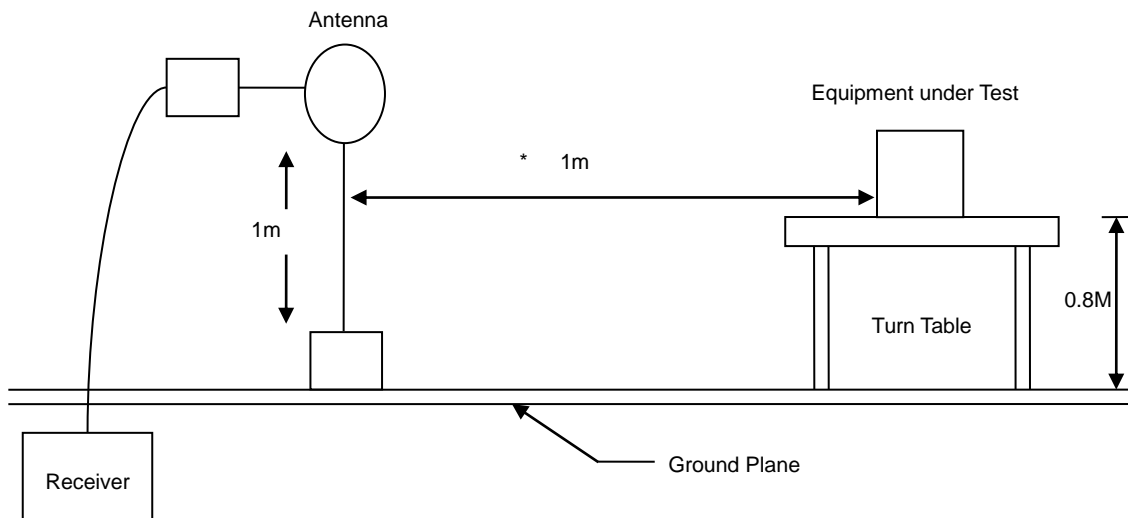 Antenna
Equipment under Test
* 1m
1m
0.8M
Turn Table
Ground Plane
Receiver